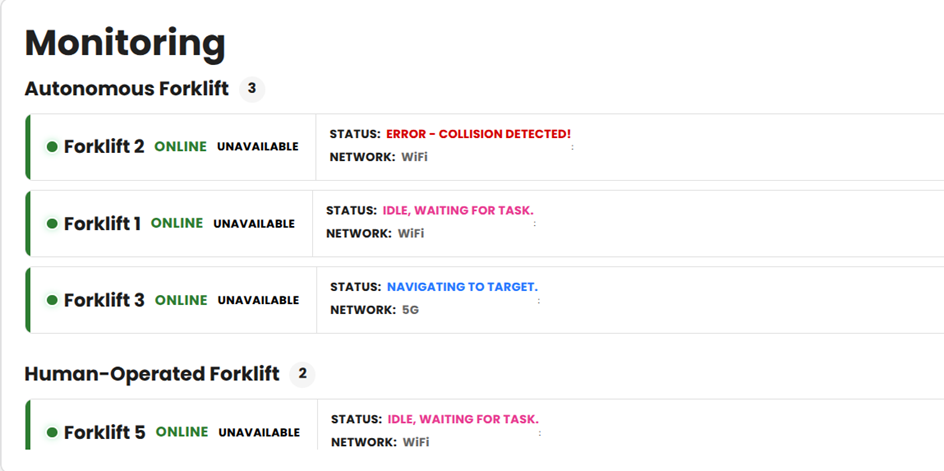 Monitoring
Autonomous Forklift 3
Forklift 2 ONLINE UNAVAILABLE
STATUS: ERROR - COLLISION DETECTED!
:
NETWORK: WiFi
Forklift 1 ONLINE UNAVAILABLE
STATUS: IDLE, WAITING FOR TASK.
:
NETWORK: WiFi
Forklift 3 ONLINE UNAVAILABLE
STATUS: NAVIGATING TO TARGET.
:
NETWORK: 5G
Human-Operated Forklift 2
Forklift 5 ONLINE UNAVAILABLE
STATUS: IDLE, WAITING FOR TASK.
:
NETWORK: WiFi